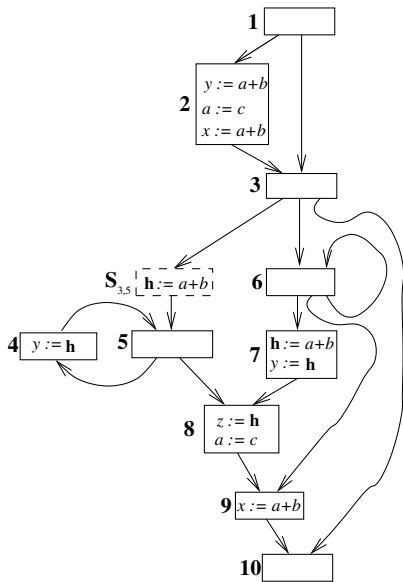 1
y := a+b
2 a := c
x := a+b
3
S3,5 h := a+b
6
4 y := h
5
7 h := a+b
y := h
8 z := h
a := c
9 x := a+b
10